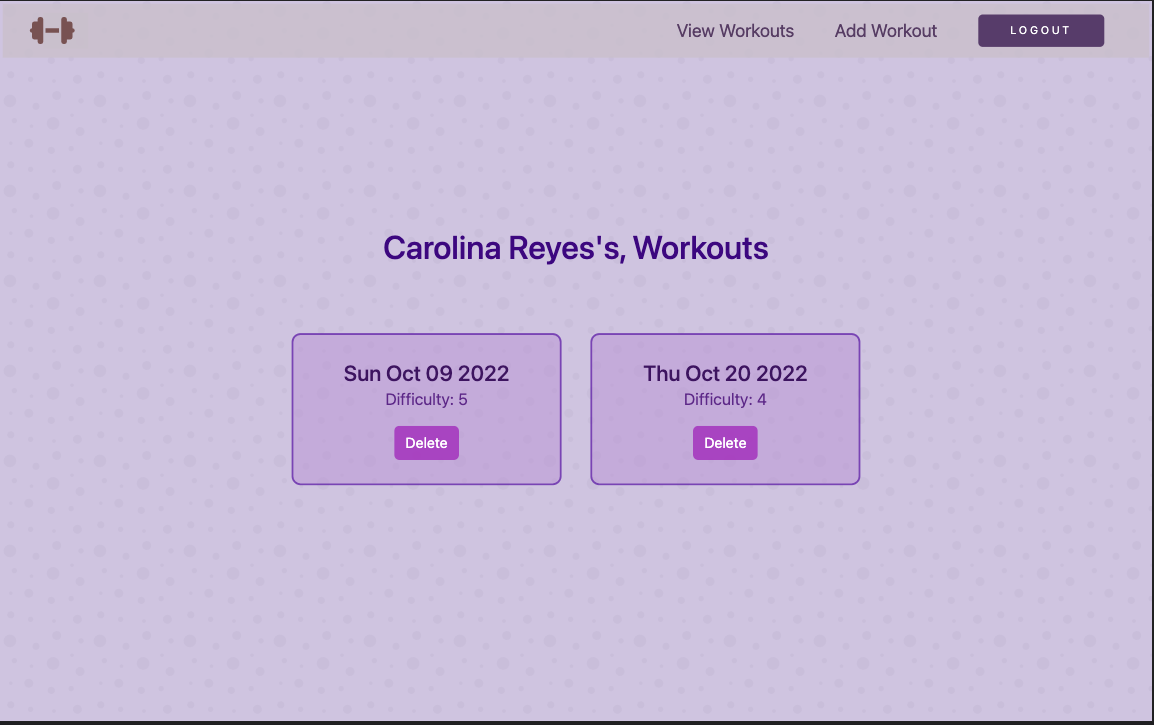 View Workouts Add Workout LOGOUT
Carolina Reyes's, Workouts
Sun Oct 09 2022
Difficulty: 5
Delete
Thu Oct 20 2022
Difficulty: 4
Delete